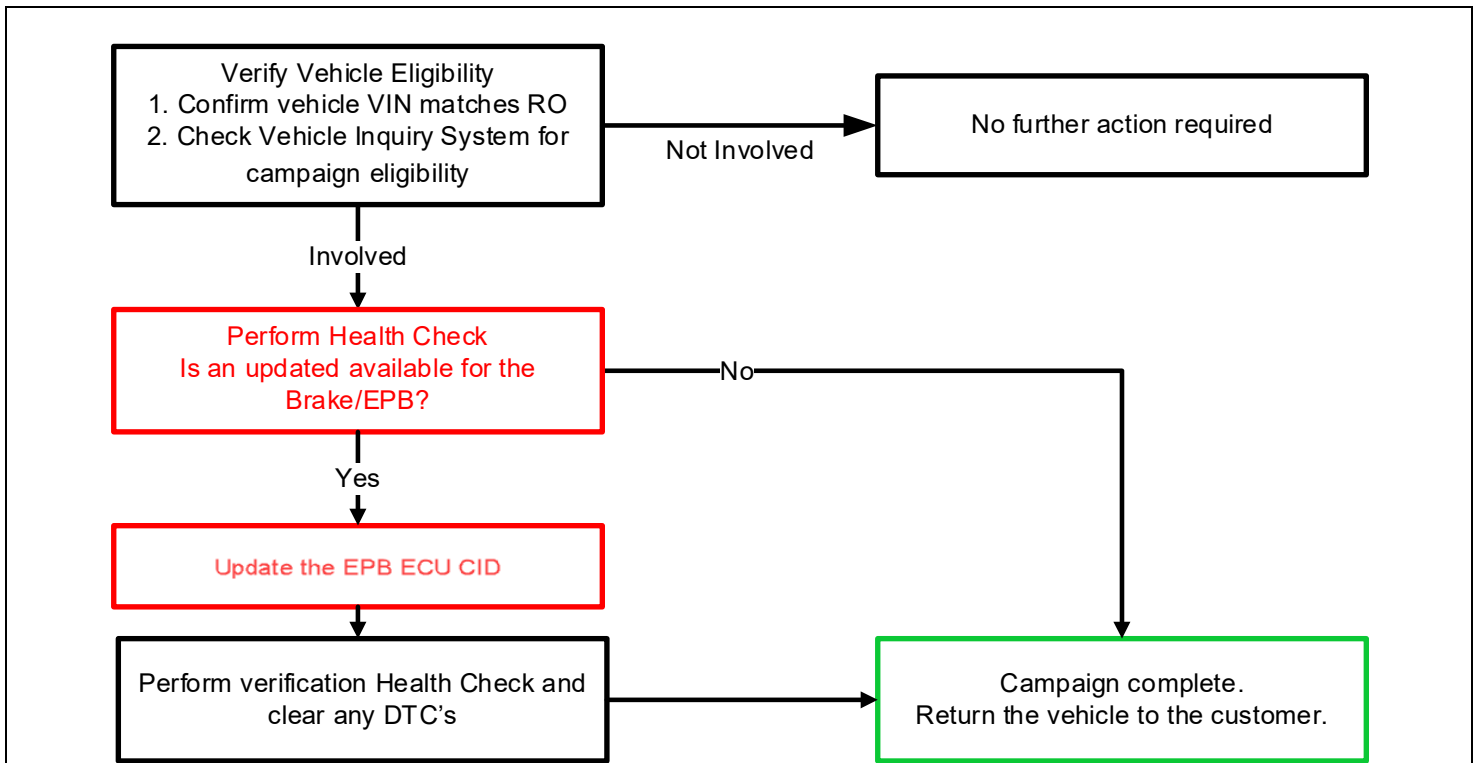 Verify Vehicle Eligibility
1. Confirm vehicle VIN matches RO
2. Check Vehicle Inquiry System for
campaign eligibility
Not Involved
No further action required
Involved
Perform Health Check
Is an updated available for the
Brake/EPB?
No
Yes
Update the EPB ECU CID
Perform verification Health Check and
clear any DTC’s
Campaign complete.
Return the vehicle to the customer.